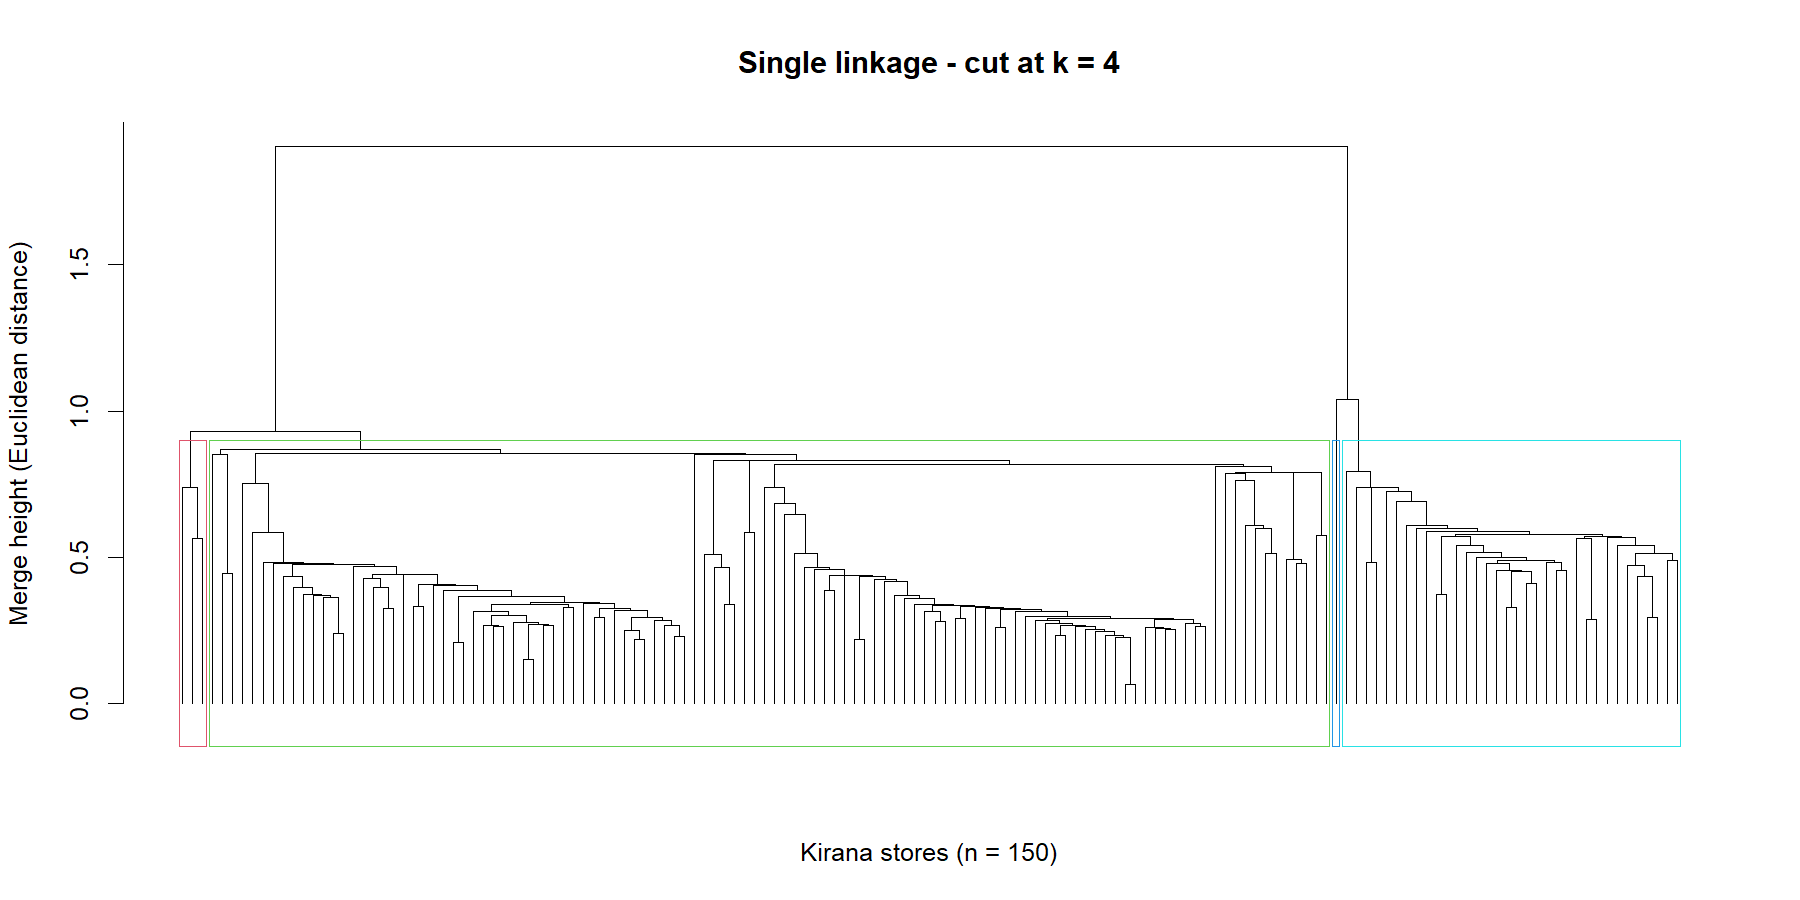 Single linkage - cut at k = 4
Merge height (Euclidean distance)
1.5
1.0
0.5
0.0
Kirana stores (n = 150)